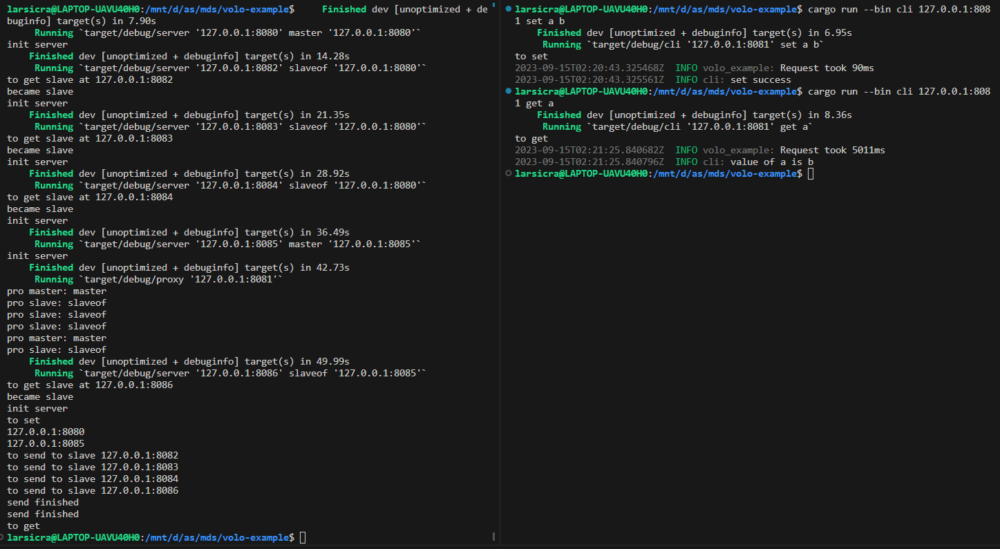 larsicra@LAPTOP-UAVU40H0:/mnt/d/as/mds/volo-example$     Finished dev [unoptimized + de
buginfo] target(s) in 7.90s
     Running `target/debug/server '127.0.0.1:8080' master '127.0.0.1:8080'`
init server
    Finished dev [unoptimized + debuginfo] target(s) in 14.28s
     Running `target/debug/server '127.0.0.1:8082' slaveof '127.0.0.1:8080'`
to get slave at 127.0.0.1:8082
became slave
init server
    Finished dev [unoptimized + debuginfo] target(s) in 21.35s
     Running `target/debug/server '127.0.0.1:8083' slaveof '127.0.0.1:8080'`
to get slave at 127.0.0.1:8083
became slave
init server
    Finished dev [unoptimized + debuginfo] target(s) in 28.92s
     Running `target/debug/server '127.0.0.1:8084' slaveof '127.0.0.1:8080'`
to get slave at 127.0.0.1:8084
became slave
init server
    Finished dev [unoptimized + debuginfo] target(s) in 36.49s
     Running `target/debug/server '127.0.0.1:8085' master '127.0.0.1:8085'`
init server
    Finished dev [unoptimized + debuginfo] target(s) in 42.73s
     Running `target/debug/proxy '127.0.0.1:8081'`
pro master: master
pro slave: slaveof
pro slave: slaveof
pro slave: slaveof
pro master: master
pro slave: slaveof
    Finished dev [unoptimized + debuginfo] target(s) in 49.99s
     Running `target/debug/server '127.0.0.1:8086' slaveof '127.0.0.1:8085'`
to get slave at 127.0.0.1:8086
became slave
init server
to set
127.0.0.1:8080
127.0.0.1:8085
to send to slave 127.0.0.1:8082
to send to slave 127.0.0.1:8083
to send to slave 127.0.0.1:8084
to send to slave 127.0.0.1:8086
send finished
send finished
to get
larsicra@LAPTOP-UAVU40H0:/mnt/d/as/mds/volo-example$
larsicra@LAPTOP-UAVU40H0:/mnt/d/as/mds/volo-example$ cargo run --bin cli 127.0.0.1:808
1 set a b
    Finished dev [unoptimized + debuginfo] target(s) in 6.95s
     Running `target/debug/cli '127.0.0.1:8081' set a b`
to set
2023-09-15T02:20:43.325468Z  INFO volo_example: Request took 90ms
2023-09-15T02:20:43.325561Z  INFO cli: set success
larsicra@LAPTOP-UAVU40H0:/mnt/d/as/mds/volo-example$ cargo run --bin cli 127.0.0.1:808
1 get a
    Finished dev [unoptimized + debuginfo] target(s) in 8.36s
     Running `target/debug/cli '127.0.0.1:8081' get a`
to get
2023-09-15T02:21:25.840682Z  INFO volo_example: Request took 5011ms
2023-09-15T02:21:25.840796Z  INFO cli: value of a is b
larsicra@LAPTOP-UAVU40H0:/mnt/d/as/mds/volo-example$